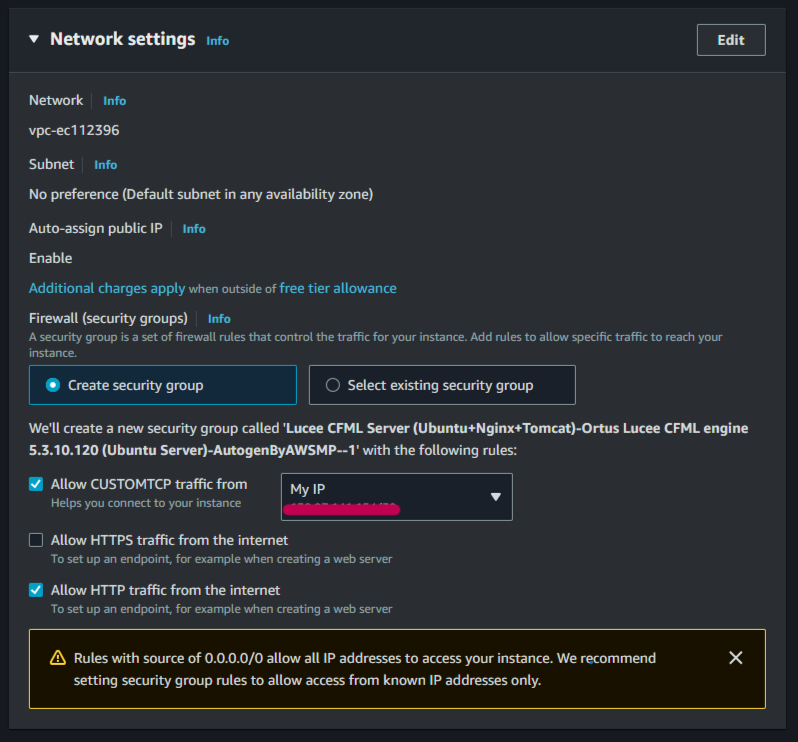 Network settings Info
Edit
Network Info
vpc-ec112396
Subnet Info
No preference (Default subnet in any availability zone)
Auto-assign public IP Info
Enable
Additional charges apply when outside of free tier allowance
Firewall (security groups) Info
A security group is a set of firewall rules that control the traffic for your instance. Add rules to allow specific traffic to reach your
instance.
Create security group
Select existing security group
We'll create a new security group called 'Lucee CFML Server (Ubuntu+Nginx+Tomcat)-Ortus Lucee CFML engine
5.3.10.120 (Ubuntu Server)-AutogenByAWSMP--1' with the following rules:
Allow CUSTOMTCP traffic from
Helps you connect to your instance
My IP
Allow HTTPS traffic from the internet
To set up an endpoint, for example when creating a web server
Allow HTTP traffic from the internet
To set up an endpoint, for example when creating a web server
Rules with source of 0.0.0.0/0 allow all IP addresses to access your instance. We recommend
setting security group rules to allow access from known IP addresses only.